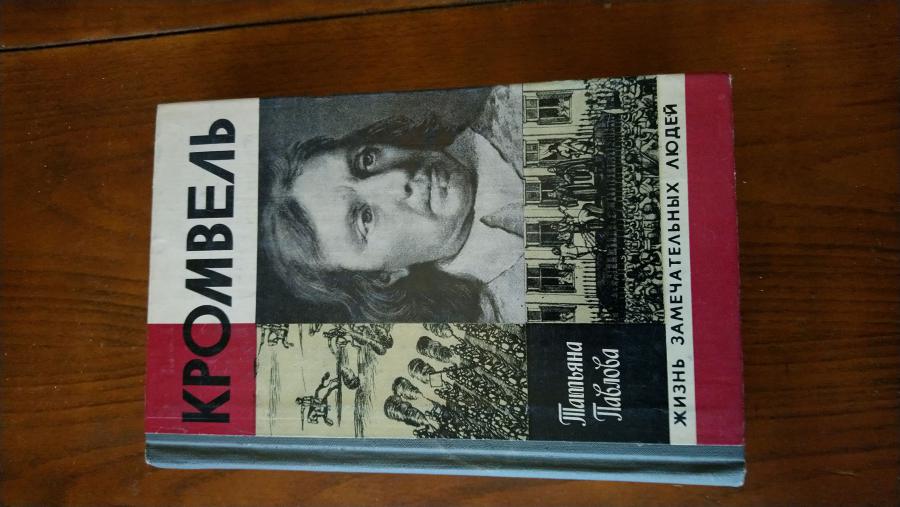 КРОМВЕЛЬ
Татьяна
Павлова
ЖИЗНЬ ЗАМЕЧАТЕЛЬНЫХ ЛЮДЕЙ